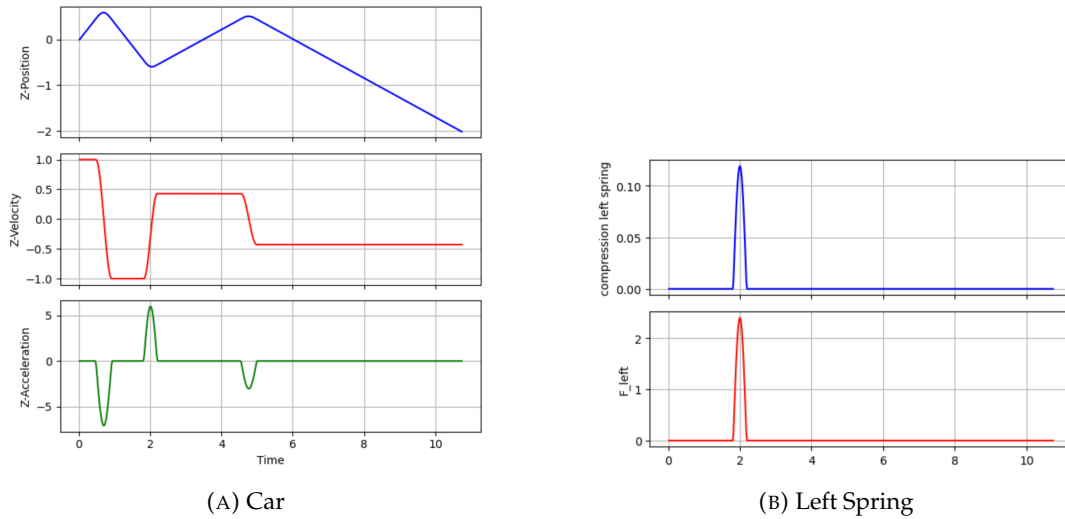 0
−1
−2
Z-Position
1.0
0.5
0.0
−0.5
−1.0
Z-Velocity
5
0
−5
Z-Acceleration
0 2 4 6 8 10
Time
(A) Car
0.10
0.05
0.00
compression left spring
2
1
0
F_left
0 2 4 6 8 10
(B) Left Spring